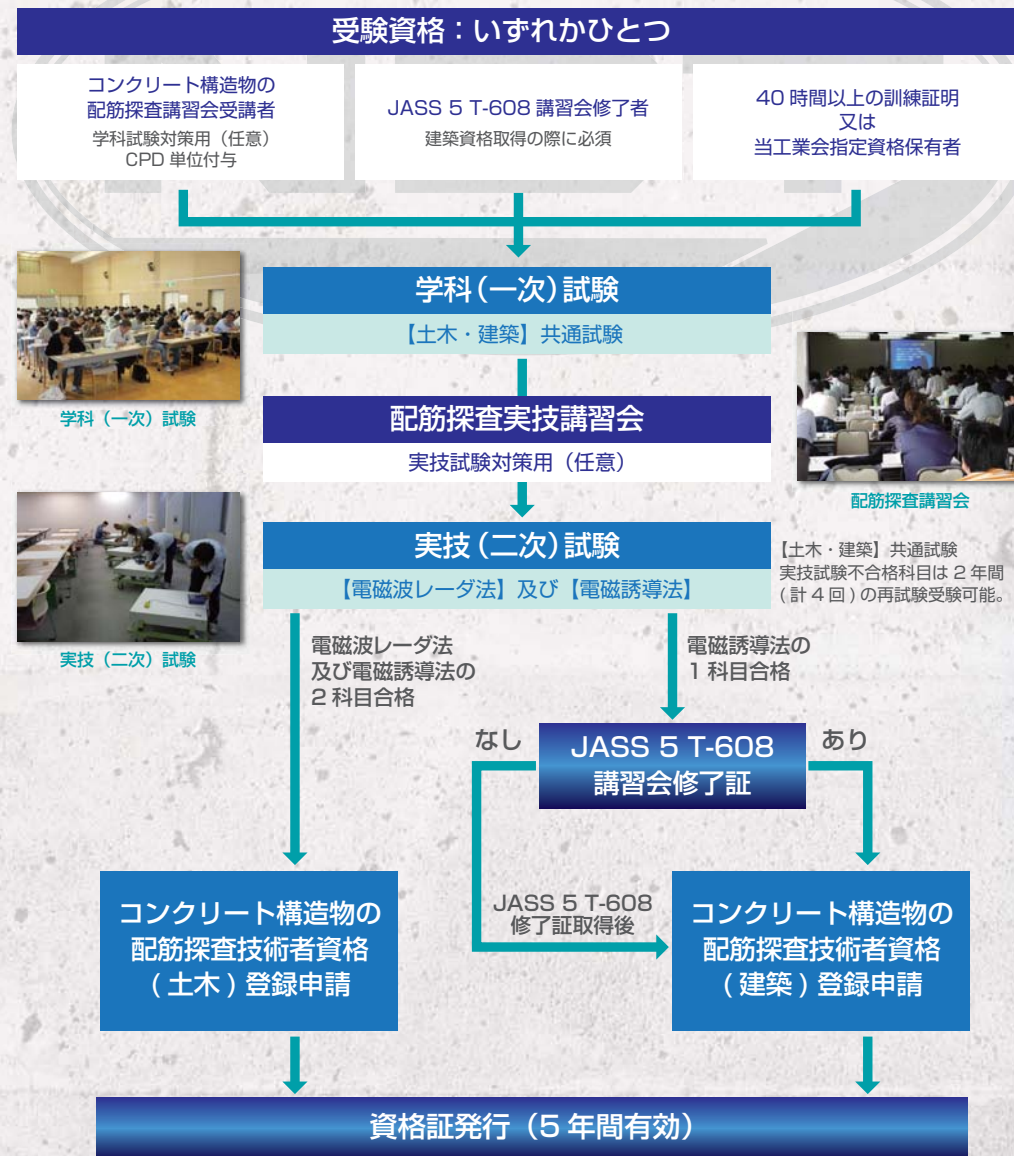 受験資格：いずれかひとつ
コンクリート構造物の
配筋探査講習会受講者
学科試験対策用（任意）
CPD 単位付与
JASS 5 T-608 講習会修了者
建築資格取得の際に必須
40 時間以上の訓練証明
又は
当工業会指定資格保有者
学科（一次）試験
【土木・建築】共通試験
学科（一次）試験
配筋探査実技講習会
実技試験対策用（任意）
配筋探査講習会
実技（二次）試験
【電磁波レーダ法】及び【電磁誘導法】
【土木・建築】共通試験
実技試験不合格科目は 2 年間
( 計 4 回 ) の再試験受験可能。
実技（二次）試験
電磁波レーダ法
及び電磁誘導法の
2 科目合格
電磁誘導法の
1 科目合格
なし
JASS 5 T-608
講習会修了証
あり
JASS 5 T-608
修了証取得後
コンクリート構造物の
配筋探査技術者資格
( 土木 ) 登録申請
コンクリート構造物の
配筋探査技術者資格
( 建築 ) 登録申請
資格証発行（5 年間有効）